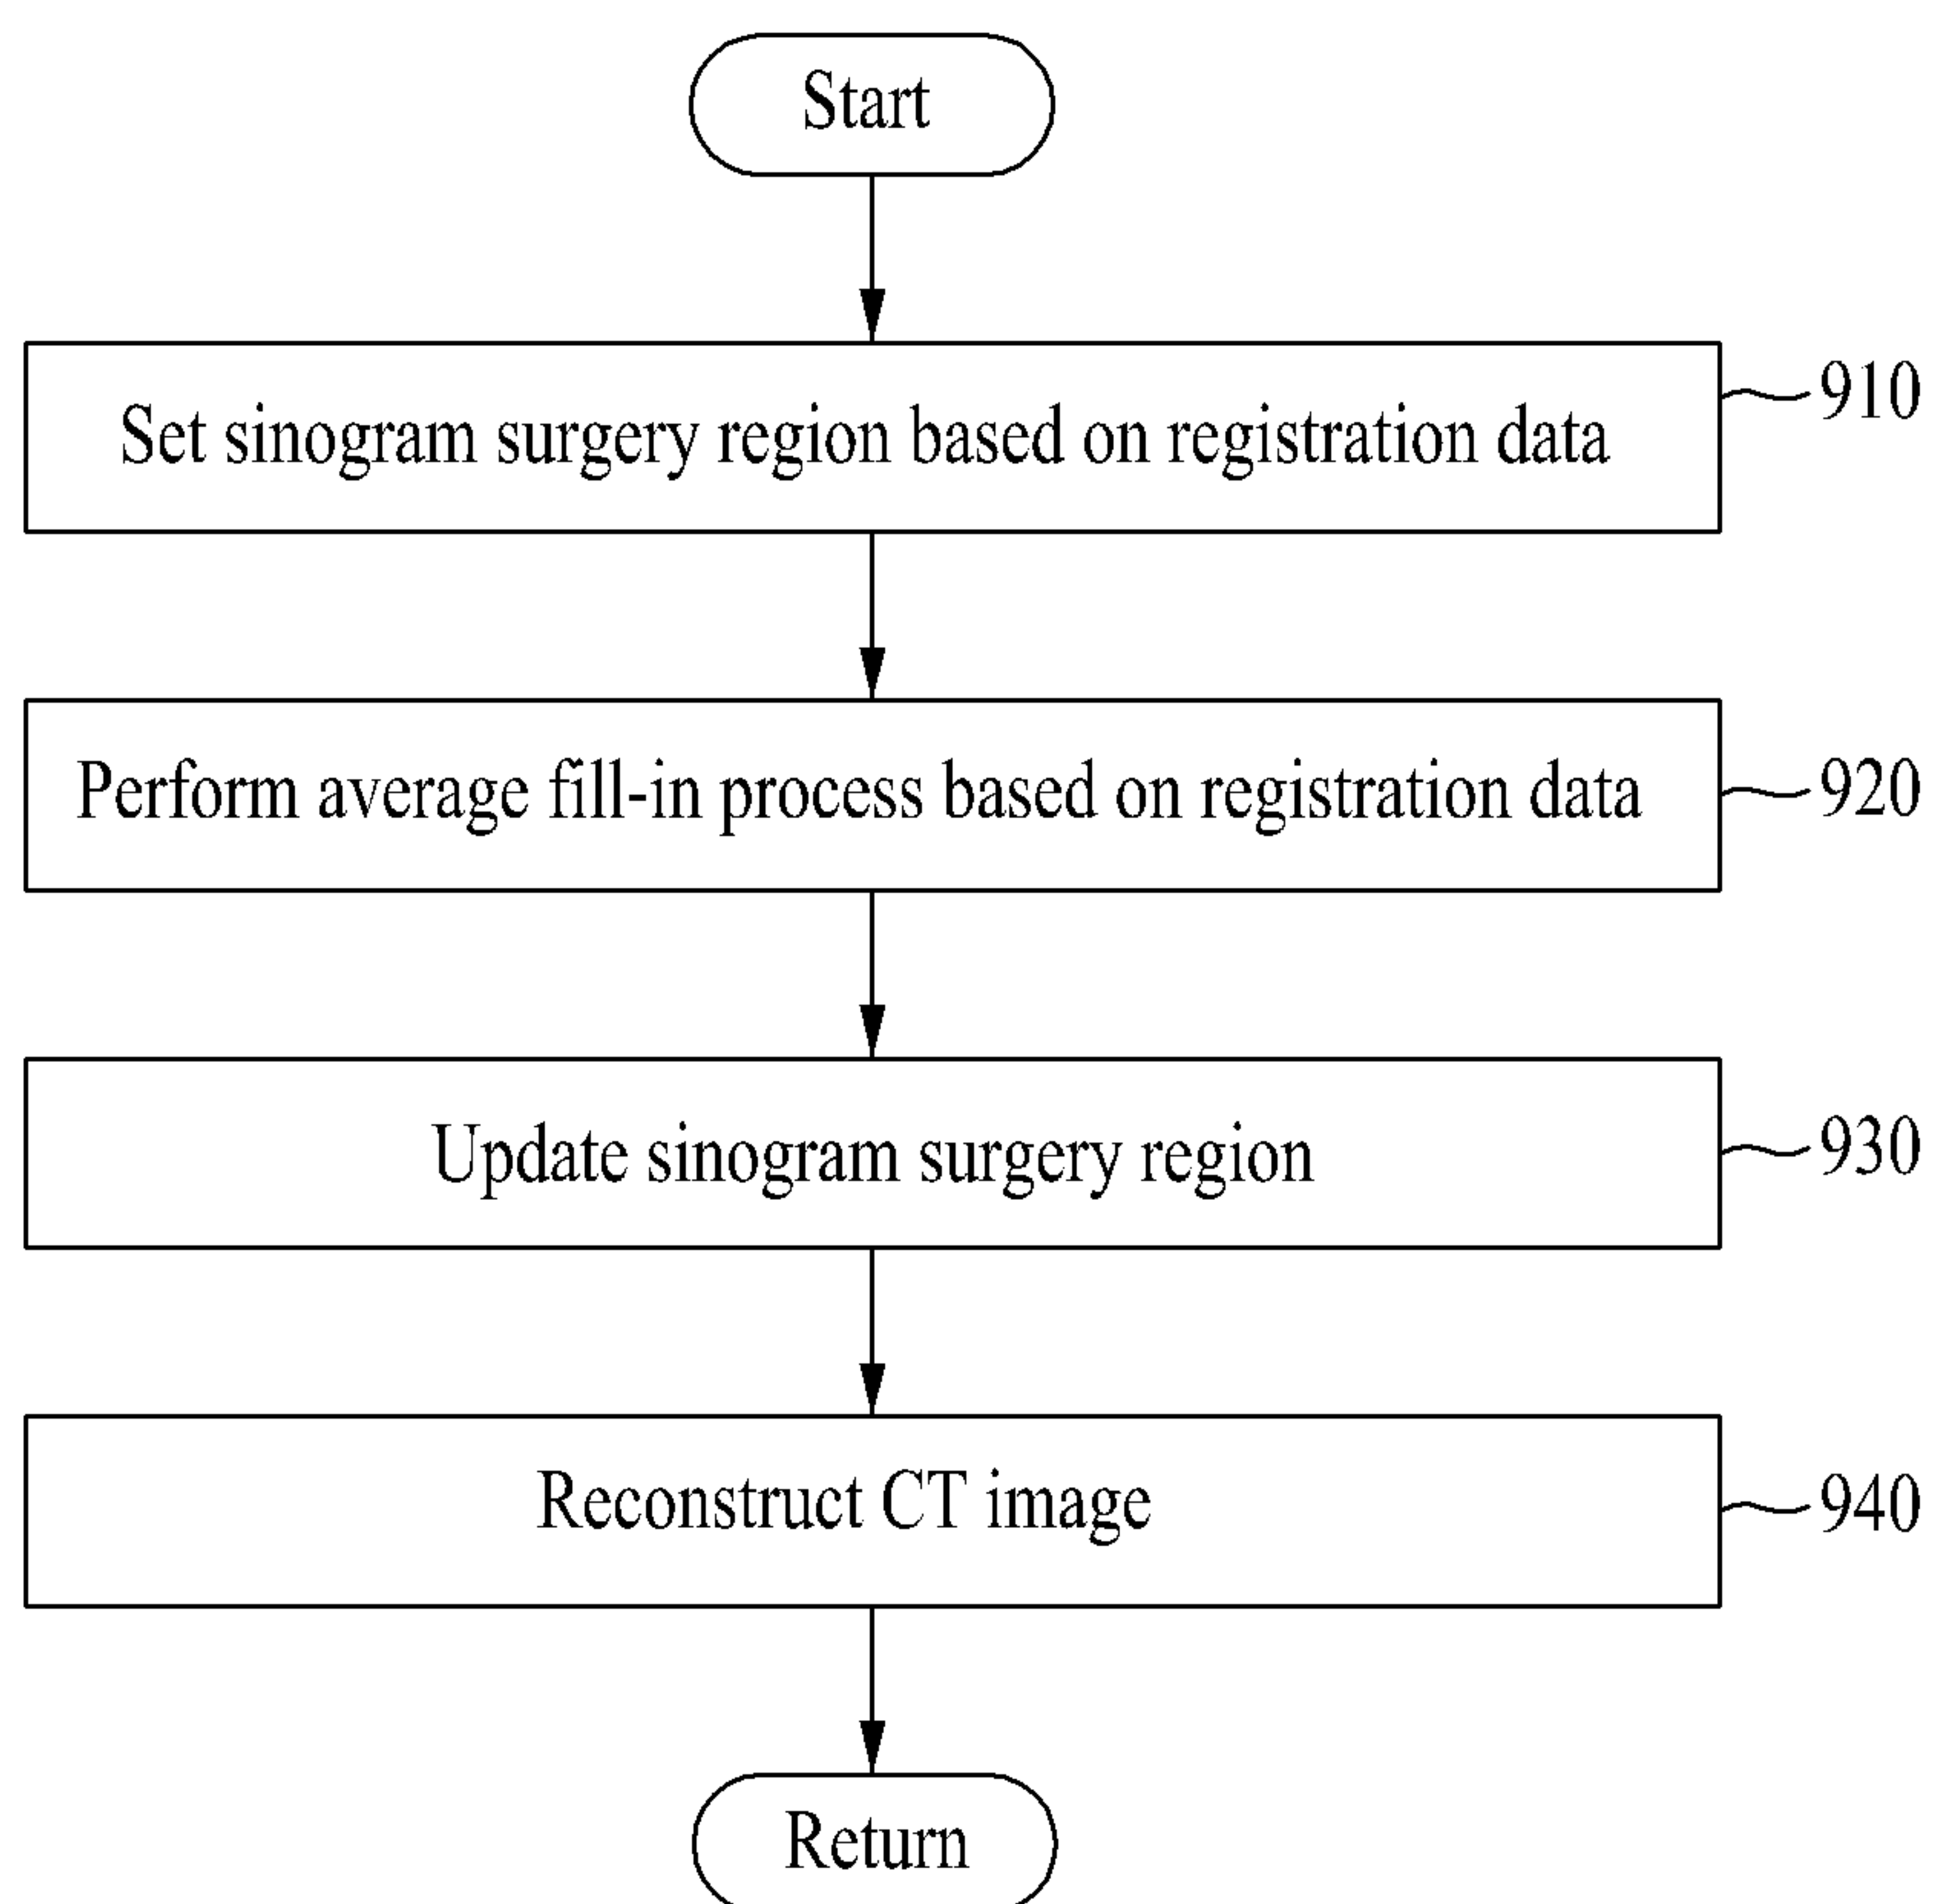 Start
Set sinogram surgery region based on registration data
910
Perform average fill-in process based on registration data
920
Update sinogram surgery region
930
Reconstruct CT image
940
Return